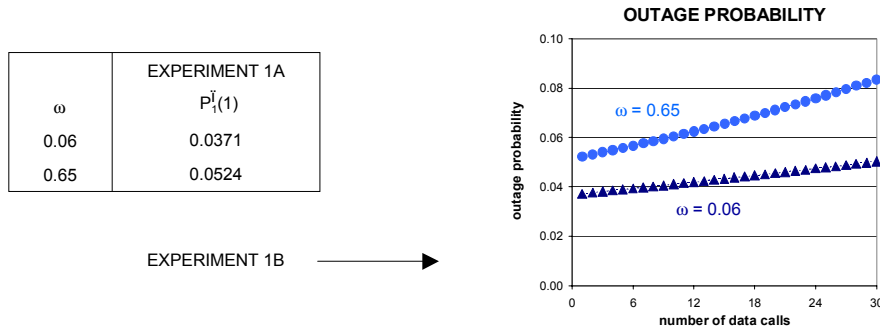 EXPERIMENT 1A
ω P₁Ï(1)
0.06 0.0371
0.65 0.0524
EXPERIMENT 1B
OUTAGE PROBABILITY
outage probability
0.10
0.08
0.06
0.04
0.02
0.00
ω = 0.65
ω = 0.06
0 6 12 18 24 30
number of data calls